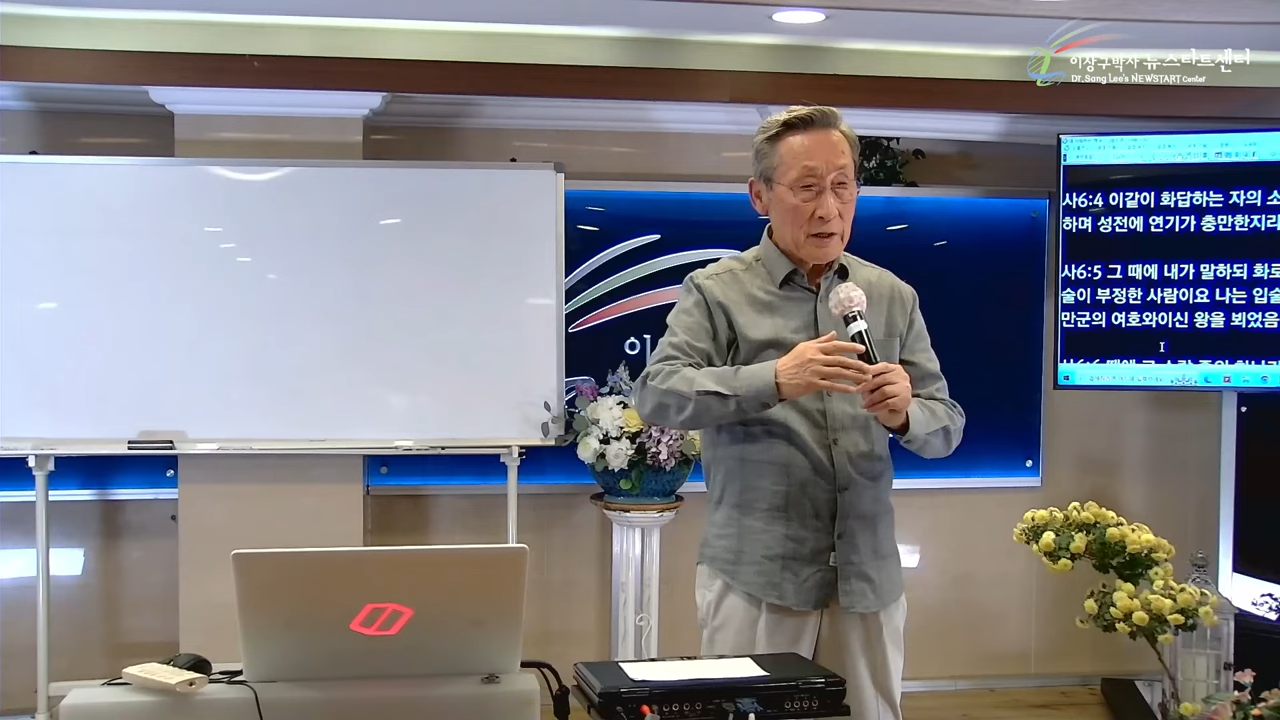 이상구박사 뉴스타트센터
Dr. Sang Lee's NEWSTART Center
사6:4 이같이 화답하는 자의 소
하며 성전에 연기가 충만한지라
사6:5 그 때에 내가 말하되 화로
술이 부정한 사람이요 나는 입술
만군의 여호와이신 왕을 뵈었음
이